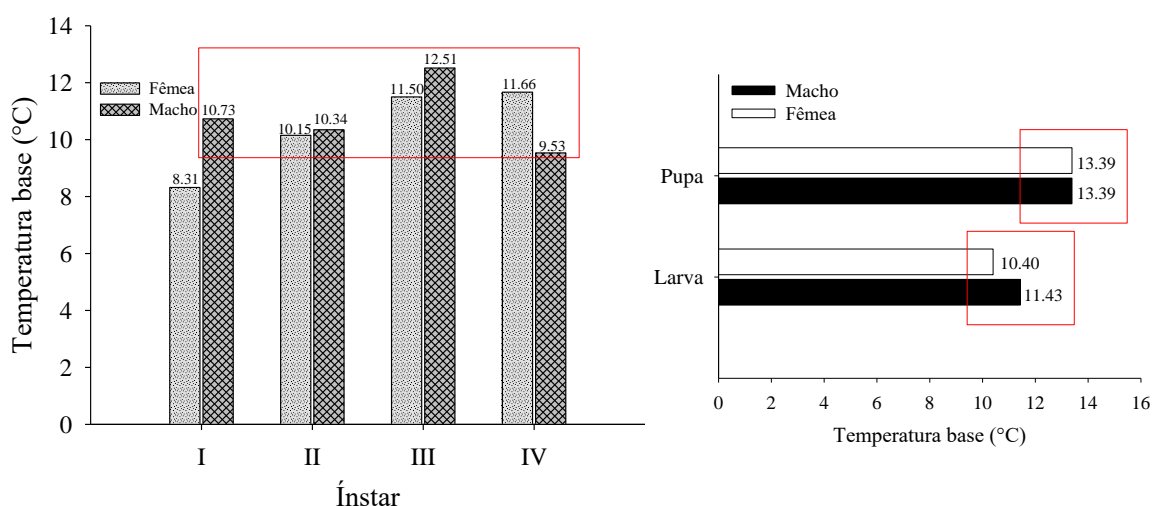 14
12
10
8
6
4
2
0
Temperatura base (°C)
Fêmea
Macho
8.31
10.73
10.15
10.34
11.50
12.51
11.66
9.53
I
II
III
IV
Ínstar
Macho
Fêmea
Pupa
13.39
13.39
Larva
10.40
11.43
0
2
4
6
8
10
12
14
16
Temperatura base (°C)